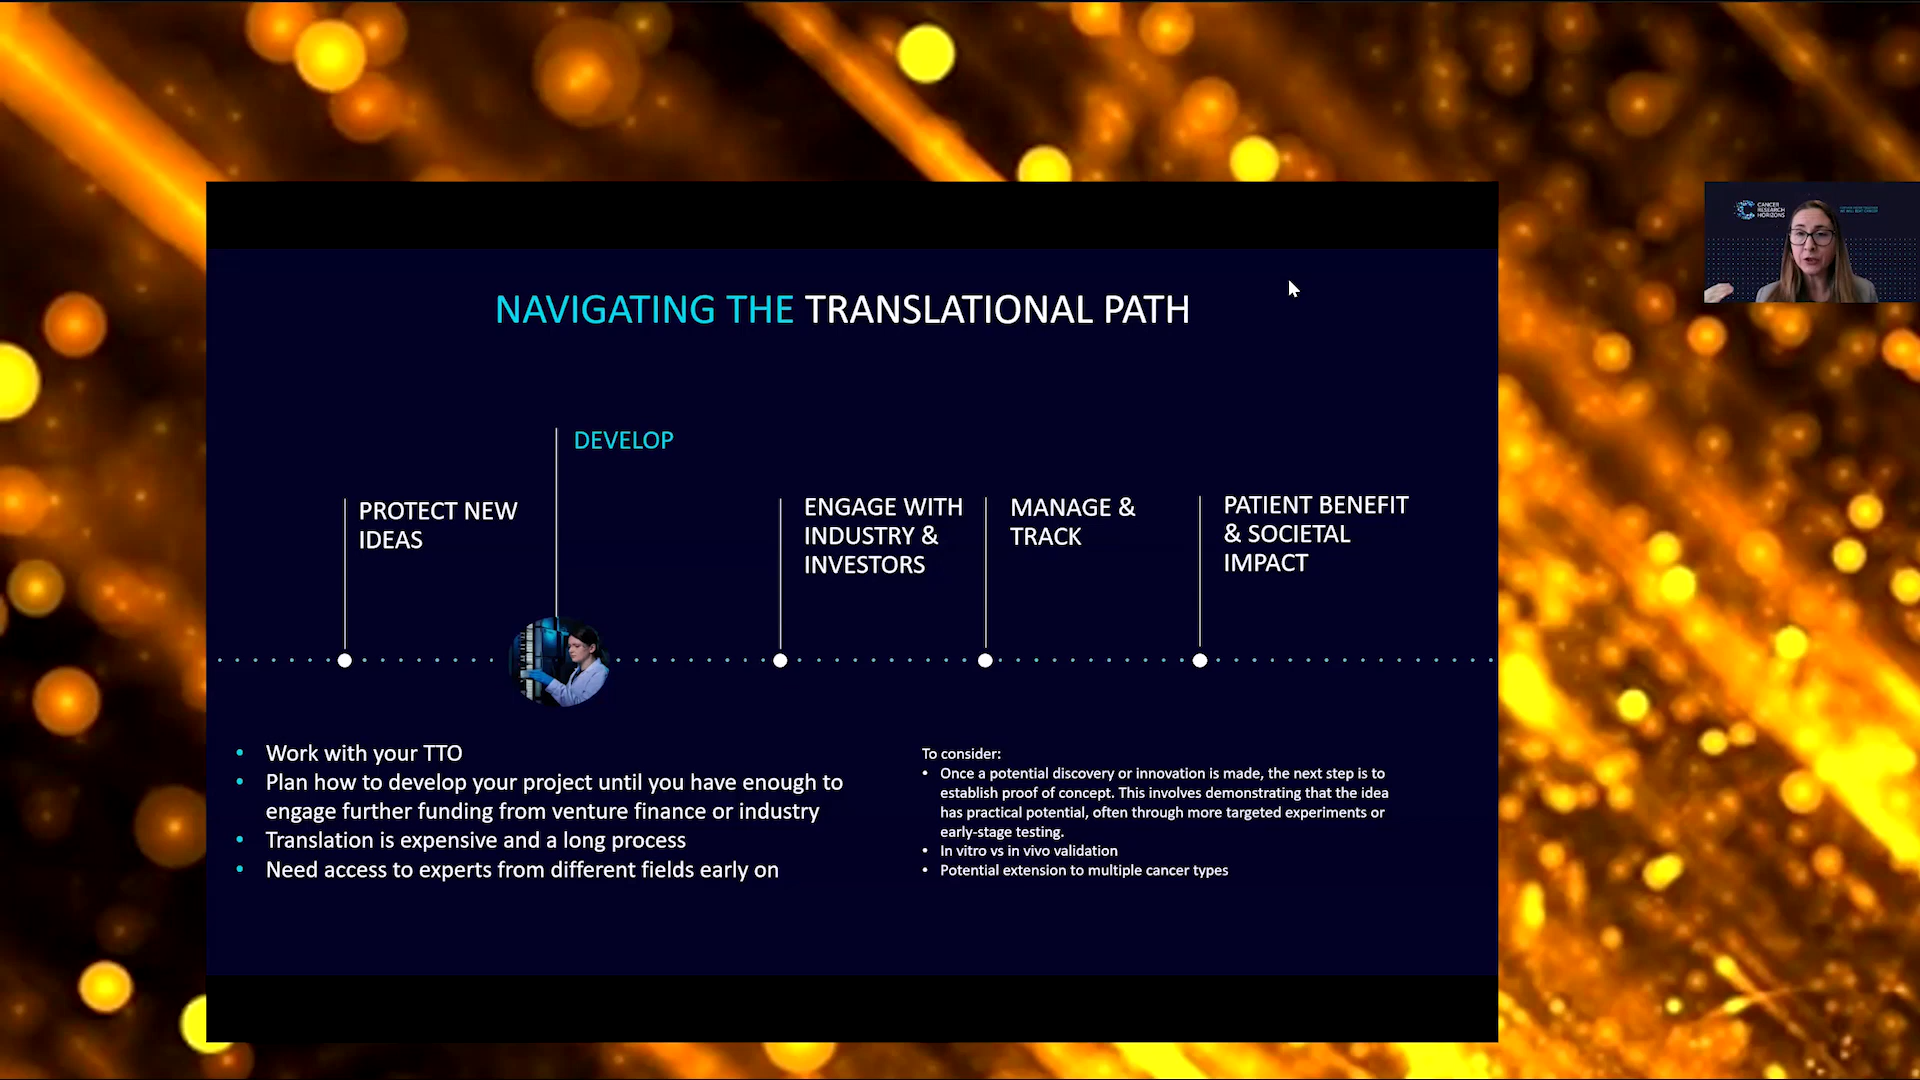 NAVIGATING THE TRANSLATIONAL PATH
DEVELOP
PROTECT NEW
IDEAS
ENGAGE WITH
INDUSTRY &
INVESTORS
MANAGE &
TRACK
PATIENT BENEFIT
& SOCIETAL
IMPACT
• Work with your TTO
• Plan how to develop your project until you have enough to
engage further funding from venture finance or industry
• Translation is expensive and a long process
• Need access to experts from different fields early on
To consider:
• Once a potential discovery or innovation is made, the next step is to
establish proof of concept. This involves demonstrating that the idea
has practical potential, often through more targeted experiments or
early-stage testing.
• In vitro vs in vivo validation
• Potential extension to multiple cancer types
CANCER
RESEARCH
HORIZONS